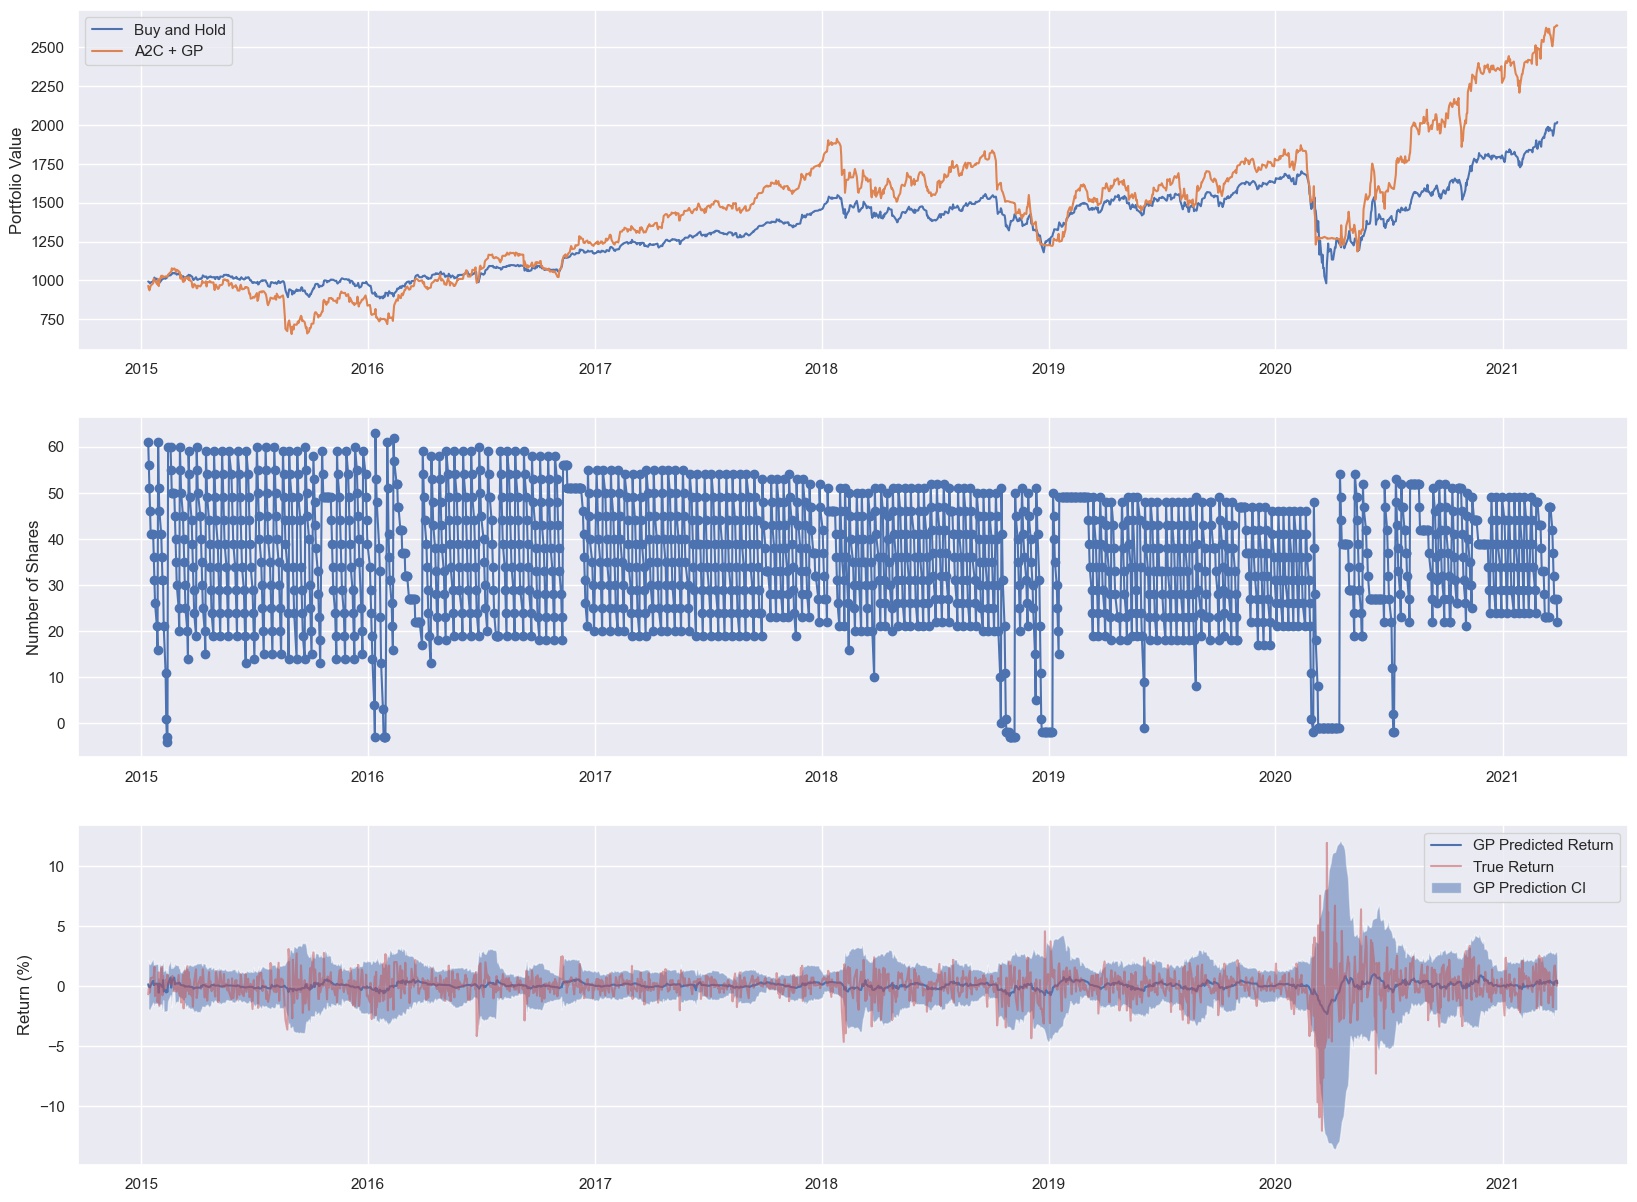 Buy and Hold
A2C + GP
Portfolio Value
2500
2250
2000
1750
1500
1250
1000
750
2015 2016 2017 2018 2019 2020 2021
Number of Shares
60
50
40
30
20
10
0
2015 2016 2017 2018 2019 2020 2021
GP Predicted Return
True Return
GP Prediction CI
Return (%)
10
5
0
−5
−10
2015 2016 2017 2018 2019 2020 2021